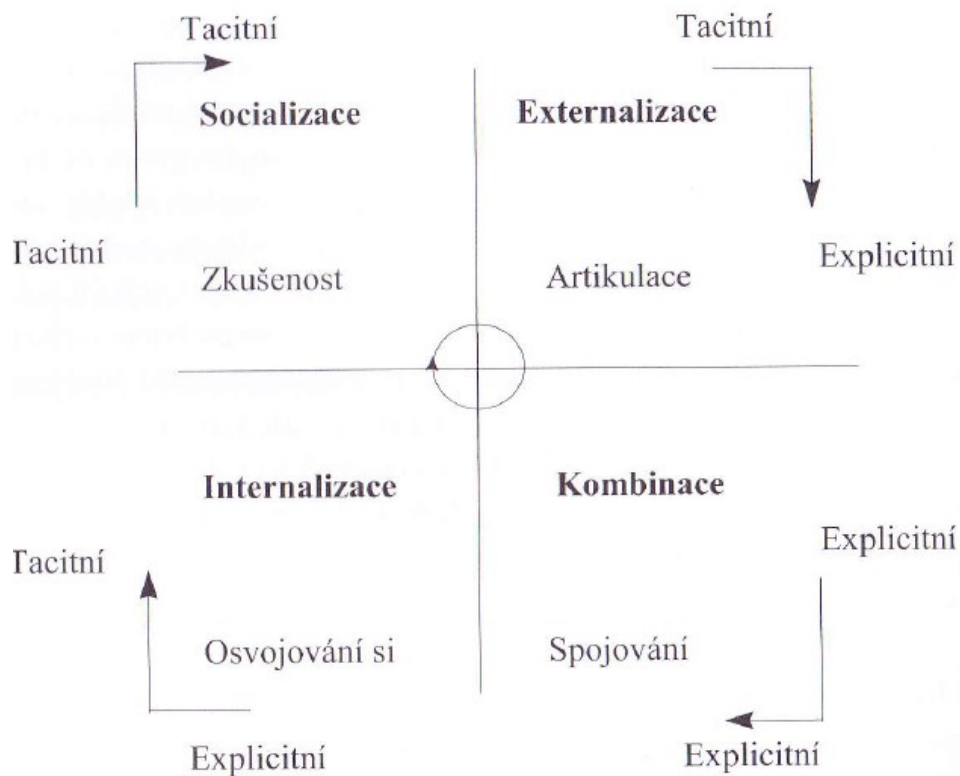 Tacitní
Tacitní
Socializace
Externalizace
Tacitní
Explicitní
Zkušenost
Artikulace
Internalizace
Kombinace
Tacitní
Explicitní
Osvojování si
Spojování
Explicitní
Explicitní